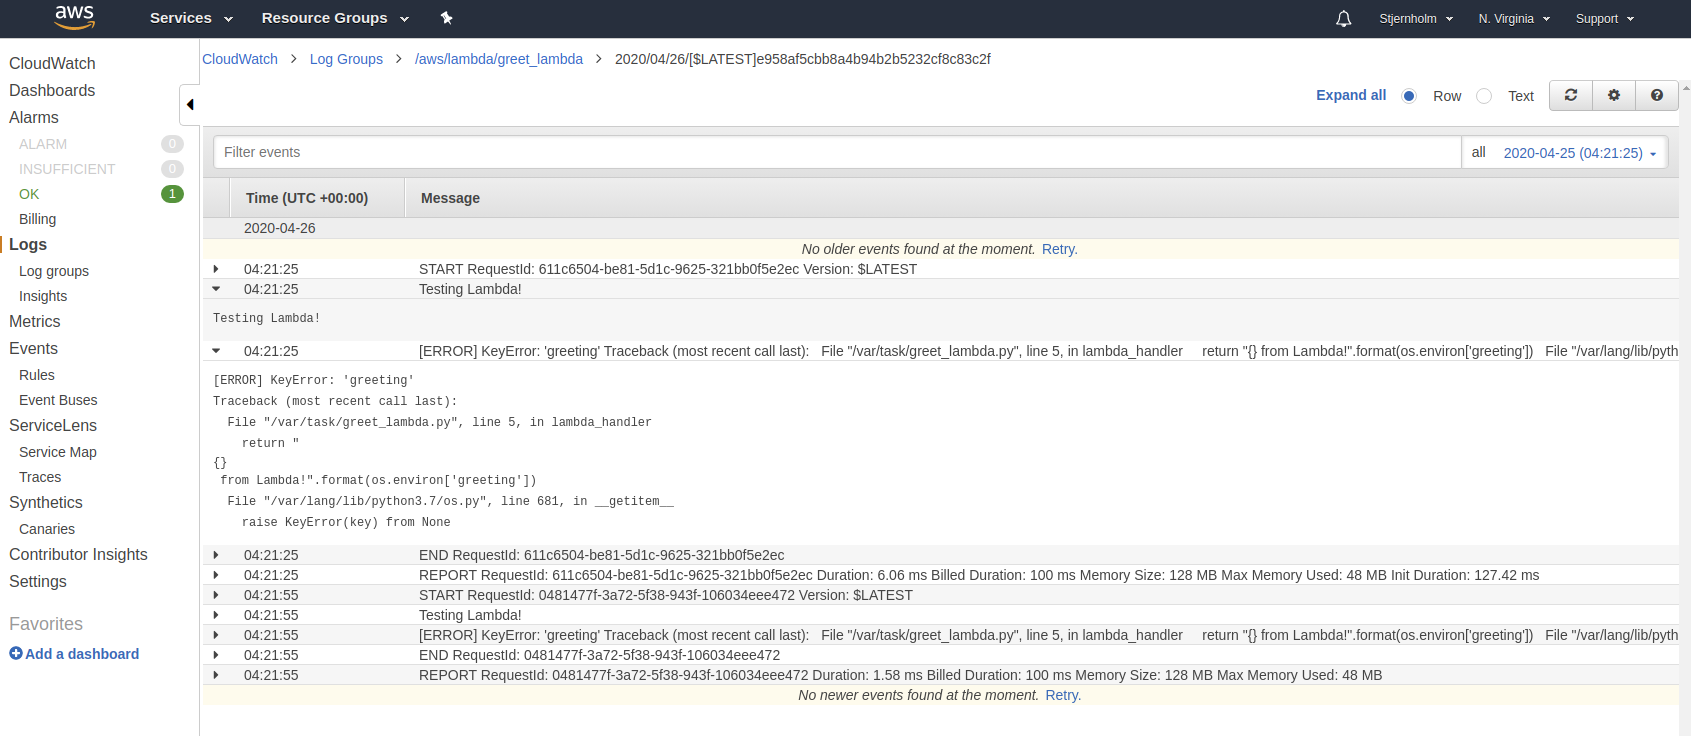 aws Services Resource Groups Stjernholm N. Virginia Support
CloudWatch
Dashboards
Alarms
ALARM 0
INSUFFICIENT 0
OK 1
Billing
Logs
Log groups
Insights
Metrics
Events
Rules
Event Buses
ServiceLens
Service Map
Traces
Synthetics
Canaries
Contributor Insights
Settings
Favorites
Add a dashboard
CloudWatch > Log Groups > /aws/lambda/greet_lambda > 2020/04/26/[$LATEST]e958af5cbb8a4b94b2b5232cf8c83c2f
Expand all Row Text
Filter events all 2020-04-25 (04:21:25)
Time (UTC +00:00) Message
2020-04-26
No older events found at the moment. Retry.
04:21:25 START RequestId: 611c6504-be81-5d1c-9625-321bb0f5e2ec Version: $LATEST
04:21:25 Testing Lambda!
Testing Lambda!
04:21:25 [ERROR] KeyError: 'greeting' Traceback (most recent call last): File "/var/task/greet_lambda.py", line 5, in lambda_handler return "{} from Lambda!".format(os.environ['greeting']) File "/var/lang/lib/pyth
[ERROR] KeyError: 'greeting'
Traceback (most recent call last):
File "/var/task/greet_lambda.py", line 5, in lambda_handler
return "
{}
from Lambda!".format(os.environ['greeting'])
File "/var/lang/lib/python3.7/os.py", line 681, in __getitem__
raise KeyError(key) from None
04:21:25 END RequestId: 611c6504-be81-5d1c-9625-321bb0f5e2ec
04:21:25 REPORT RequestId: 611c6504-be81-5d1c-9625-321bb0f5e2ec Duration: 6.06 ms Billed Duration: 100 ms Memory Size: 128 MB Max Memory Used: 48 MB Init Duration: 127.42 ms
04:21:55 START RequestId: 0481477f-3a72-5f38-943f-106034eee472 Version: $LATEST
04:21:55 Testing Lambda!
04:21:55 [ERROR] KeyError: 'greeting' Traceback (most recent call last): File "/var/task/greet_lambda.py", line 5, in lambda_handler return "{} from Lambda!".format(os.environ['greeting']) File "/var/lang/lib/pyth
04:21:55 END RequestId: 0481477f-3a72-5f38-943f-106034eee472
04:21:55 REPORT RequestId: 0481477f-3a72-5f38-943f-106034eee472 Duration: 1.58 ms Billed Duration: 100 ms Memory Size: 128 MB Max Memory Used: 48 MB
No newer events found at the moment. Retry.